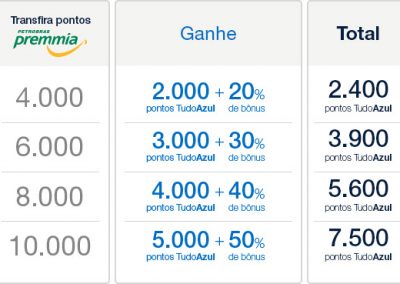 Transfira pontos
PETROBRAS
premmia
Ganhe
Total
4.000
2.000 + 20%
pontos TudoAzul de bônus
2.400
pontos TudoAzul
6.000
3.000 + 30%
pontos TudoAzul de bônus
3.900
pontos TudoAzul
8.000
4.000 + 40%
pontos TudoAzul de bônus
5.600
pontos TudoAzul
10.000
5.000 + 50%
pontos TudoAzul de bônus
7.500
pontos TudoAzul